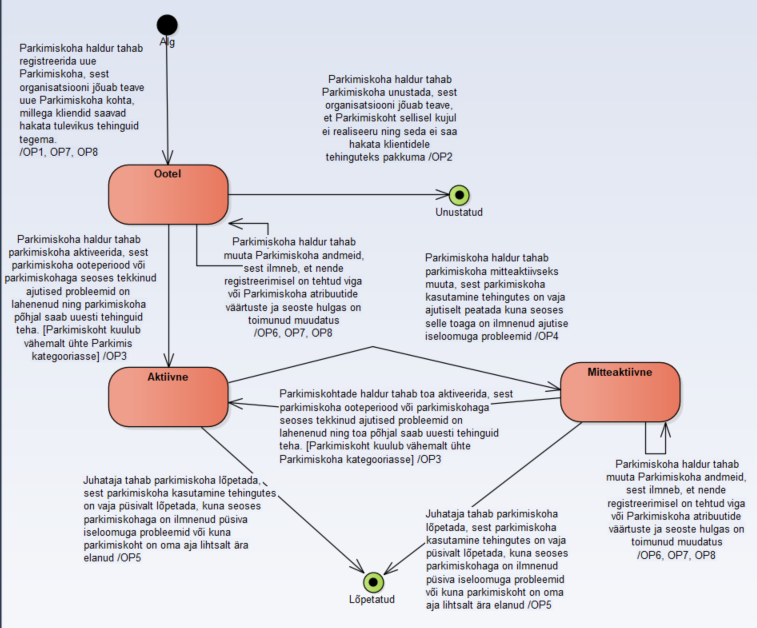 Alg
Parkimiskoha haldur tahab
registreerida uue
Parkimiskoha, sest
organisatsiooni jõuab teave
uue Parkimiskoha kohta,
millega kliendid saavad
hakata tulevikus tehinguid
tegema.
/OP1, OP7, OP8
Parkimiskoha haldur tahab
Parkimiskoha unustada, sest
organisatsiooni jõuab teave,
et Parkimiskoht sellisel kujul
ei realiseeru ning seda ei saa
hakata klientidele
tehinguteks pakkuma /OP2
Ootel
Unustatud
Parkimiskoha haldur tahab
parkimiskoha aktiveerida, sest
parkimiskoha ooteperiood või
parkimiskohaga seoses tekkinud
ajutised probleemid on
lahenenud ning parkimiskoha
põhjal saab uuesti tehinguid
teha. [Parkimiskoht kuulub
vähemalt ühte Parkimis
kategooriasse] /OP3
Parkimiskoha haldur tahab
muuta Parkimiskoha andmeid,
sest ilmneb, et nende
registreerimisel on tehtud viga
või Parkimiskoha atribuutide
väärtuste ja seoste hulgas on
toimunud muudatus
/OP6, OP7, OP8
Parkimiskoha haldur tahab
parkimiskoha mitteaktiivseks
muuta, sest parkimiskoha
kasutamine tehingutes on vaja
ajutiselt peatada kuna seoses
selle toaga on ilmnenud ajutise
iseloomuga probleemid /OP4
Aktiivne
Mitteaktiivne
Parkimiskohtade haldur tahab toa aktiveerida, sest
parkimiskoha ooteperiood või parkimiskohaga
seoses tekkinud ajutised probleemid on
lahenenud ning toa põhjal saab uuesti tehinguid
teha. [Parkimiskoht kuulub vähemalt ühte
Parkimiskoha kategooriasse] /OP3
Juhataja tahab parkimiskoha lõpetada,
sest parkimiskoha kasutamine tehingutes
on vaja püsivalt lõpetada, kuna seoses
parkimiskohaga on ilmnenud püsiva
iseloomuga probleemid või kuna
parkimiskoht on oma aja lihtsalt ära
elanud /OP5
Juhataja tahab parkimiskoha
lõpetada, sest parkimiskoha
kasutamine tehingutes on vaja
püsivalt lõpetada, kuna seoses
parkimiskohaga on ilmnenud
püsiva iseloomuga probleemid
või kuna parkimiskoht on oma
aja lihtsalt ära elanud /OP5
Parkimiskoha haldur tahab
muuta Parkimiskoha andmeid,
sest ilmneb, et nende
registreerimisel on tehtud viga
või Parkimiskoha atribuutide
väärtuste ja seoste hulgas on
toimunud muudatus
/OP6, OP7, OP8
Lõpetatud